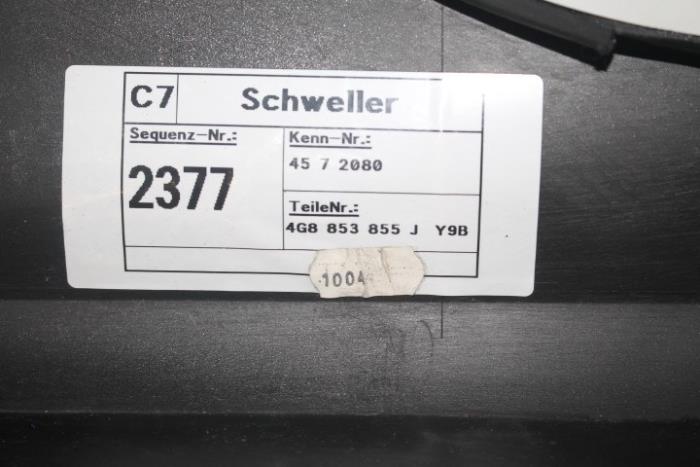 C7 Schweller
Sequenz-Nr.:
2377
Kenn-Nr.:
45 7 2080
TeileNr.:
4G8 853 855 J Y9B
1004